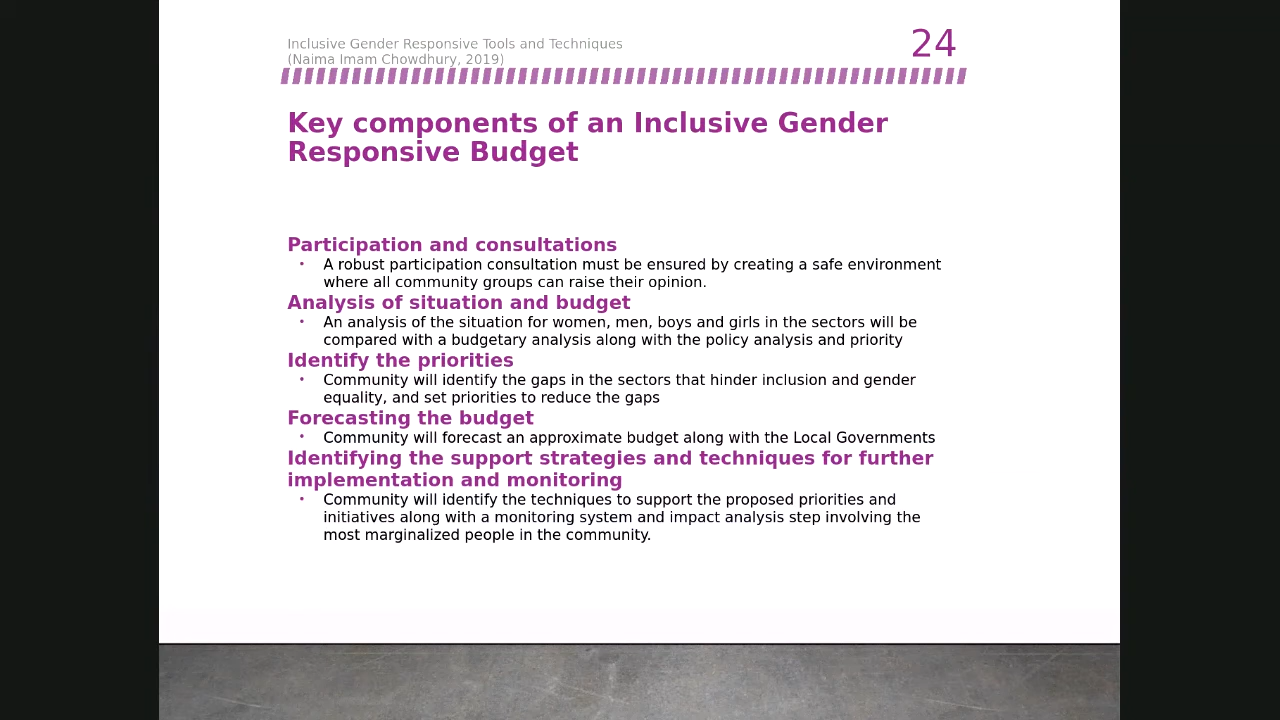 Inclusive Gender Responsive Tools and Techniques
(Naima Imam Chowdhury, 2019)
24
Key components of an Inclusive Gender
Responsive Budget
Participation and consultations
• A robust participation consultation must be ensured by creating a safe environment
where all community groups can raise their opinion.
Analysis of situation and budget
• An analysis of the situation for women, men, boys and girls in the sectors will be
compared with a budgetary analysis along with the policy analysis and priority
Identify the priorities
• Community will identify the gaps in the sectors that hinder inclusion and gender
equality, and set priorities to reduce the gaps
Forecasting the budget
• Community will forecast an approximate budget along with the Local Governments
Identifying the support strategies and techniques for further
implementation and monitoring
• Community will identify the techniques to support the proposed priorities and
initiatives along with a monitoring system and impact analysis step involving the
most marginalized people in the community.